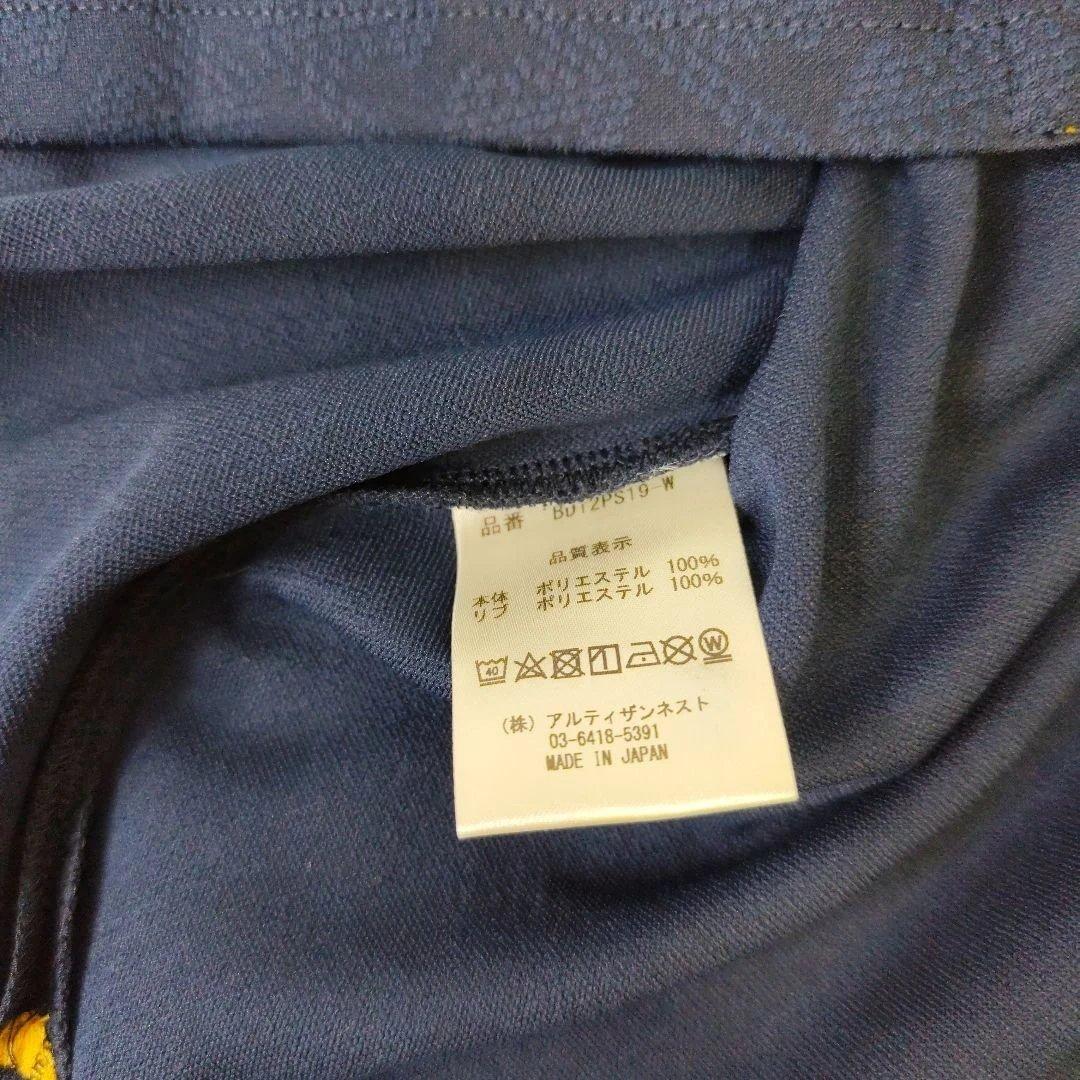 品番 BD12PS19-W
品質表示
本体 ポリエステル 100%
リブ ポリエステル 100%
40 W
(株) アルティザンネスト
03-6418-5391
MADE IN JAPAN